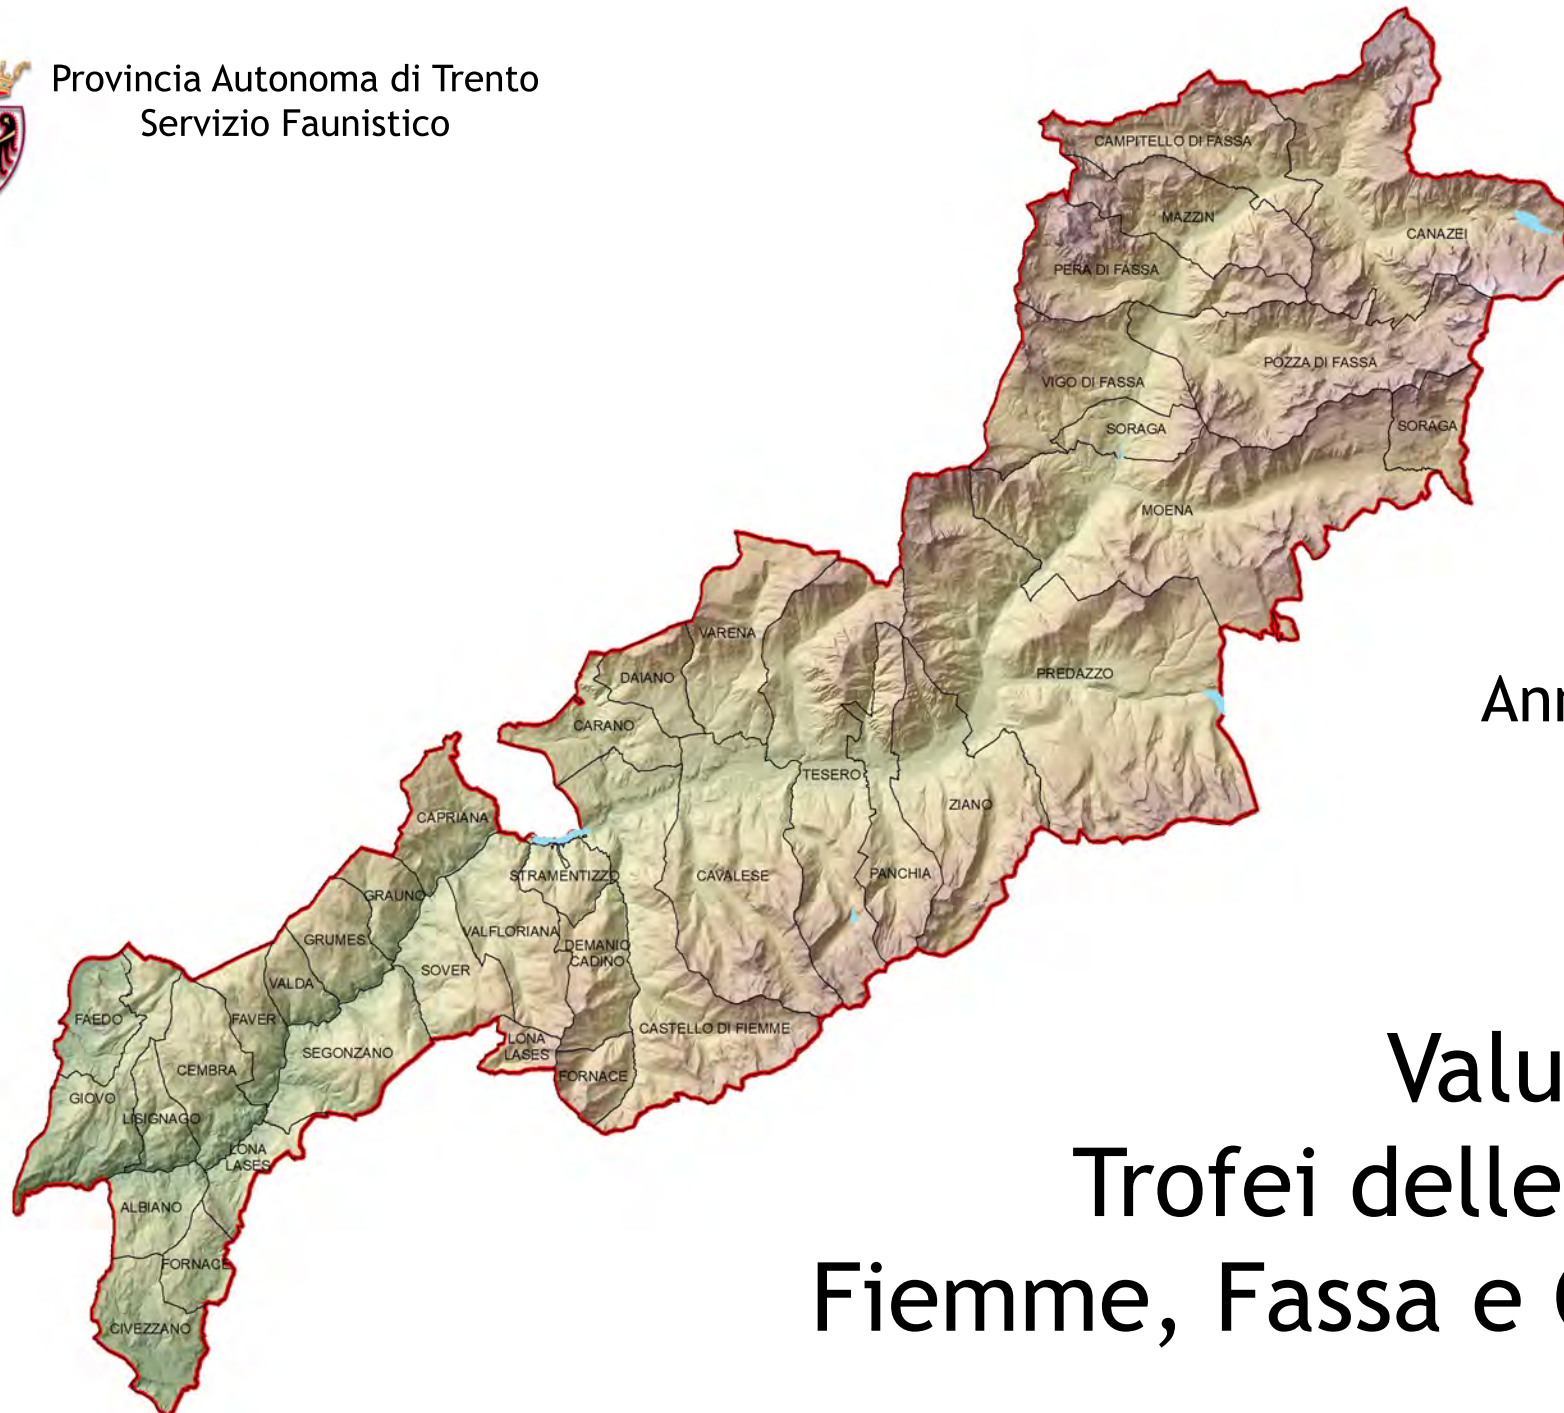 Provincia Autonoma di Trento
Servizio Faunistico
CAMPITELLO DI FASSA
MAZZIN
CANAZEI
PERA DI FASSA
POZZA DI FASSA
VIGO DI FASSA
SORAGA
SORAGA
MOENA
VARENA
DAIANO
PREDAZZO
CARANO
TESERO
ZIANO
CAPRIANA
STRAMENTIZZO
CAVALESE
PANCHIA
GRAUNO
GRUMES
VALFLORIANA
DEMANIO
CADINO
SOVER
VALDA
FAEDO
FAVER
CASTELLO DI FIEMME
LONA
LASES
SEGONZANO
CEMBRA
FORNACE
GIOVO
LISIGNAGO
LONA
LASES
ALBIANO
FORNACE
CIVEZZANO
Ann
Valu
Trofei delle
Fiemme, Fassa e